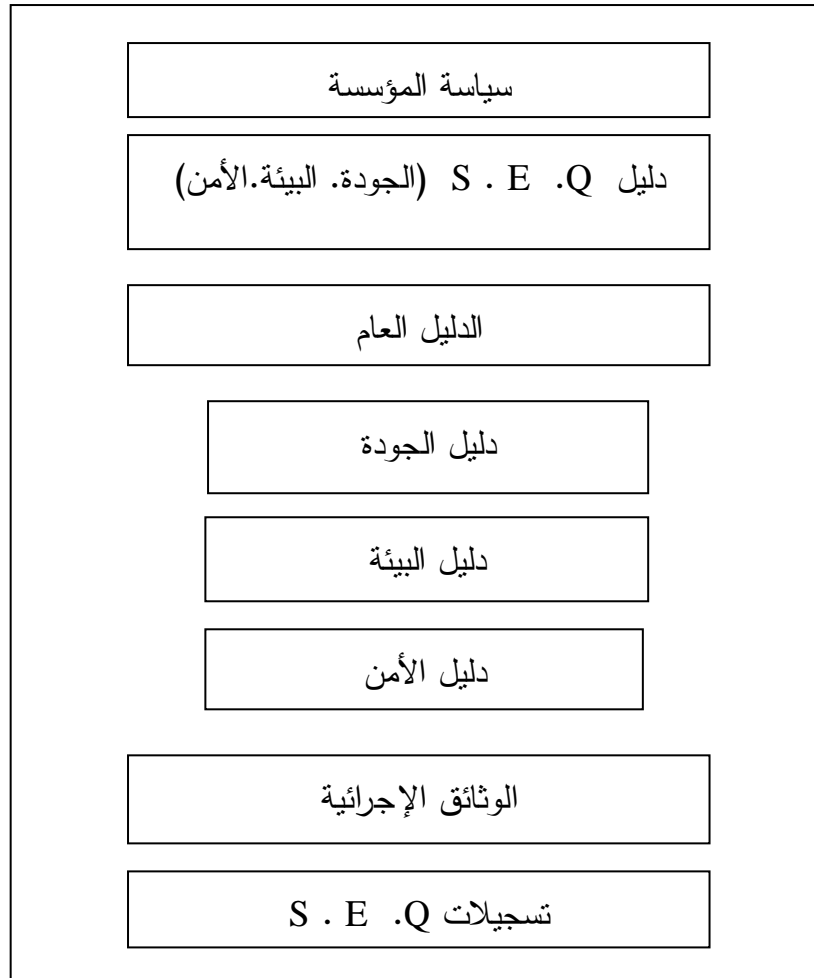 سياسة المؤسسة
دليل S . E .Q (الجودة. البيئة.الأمن)
الدليل العام
دليل الجودة
دليل البيئة
دليل الأمن
الوثائق الإجرائية
تسجيلات S . E .Q